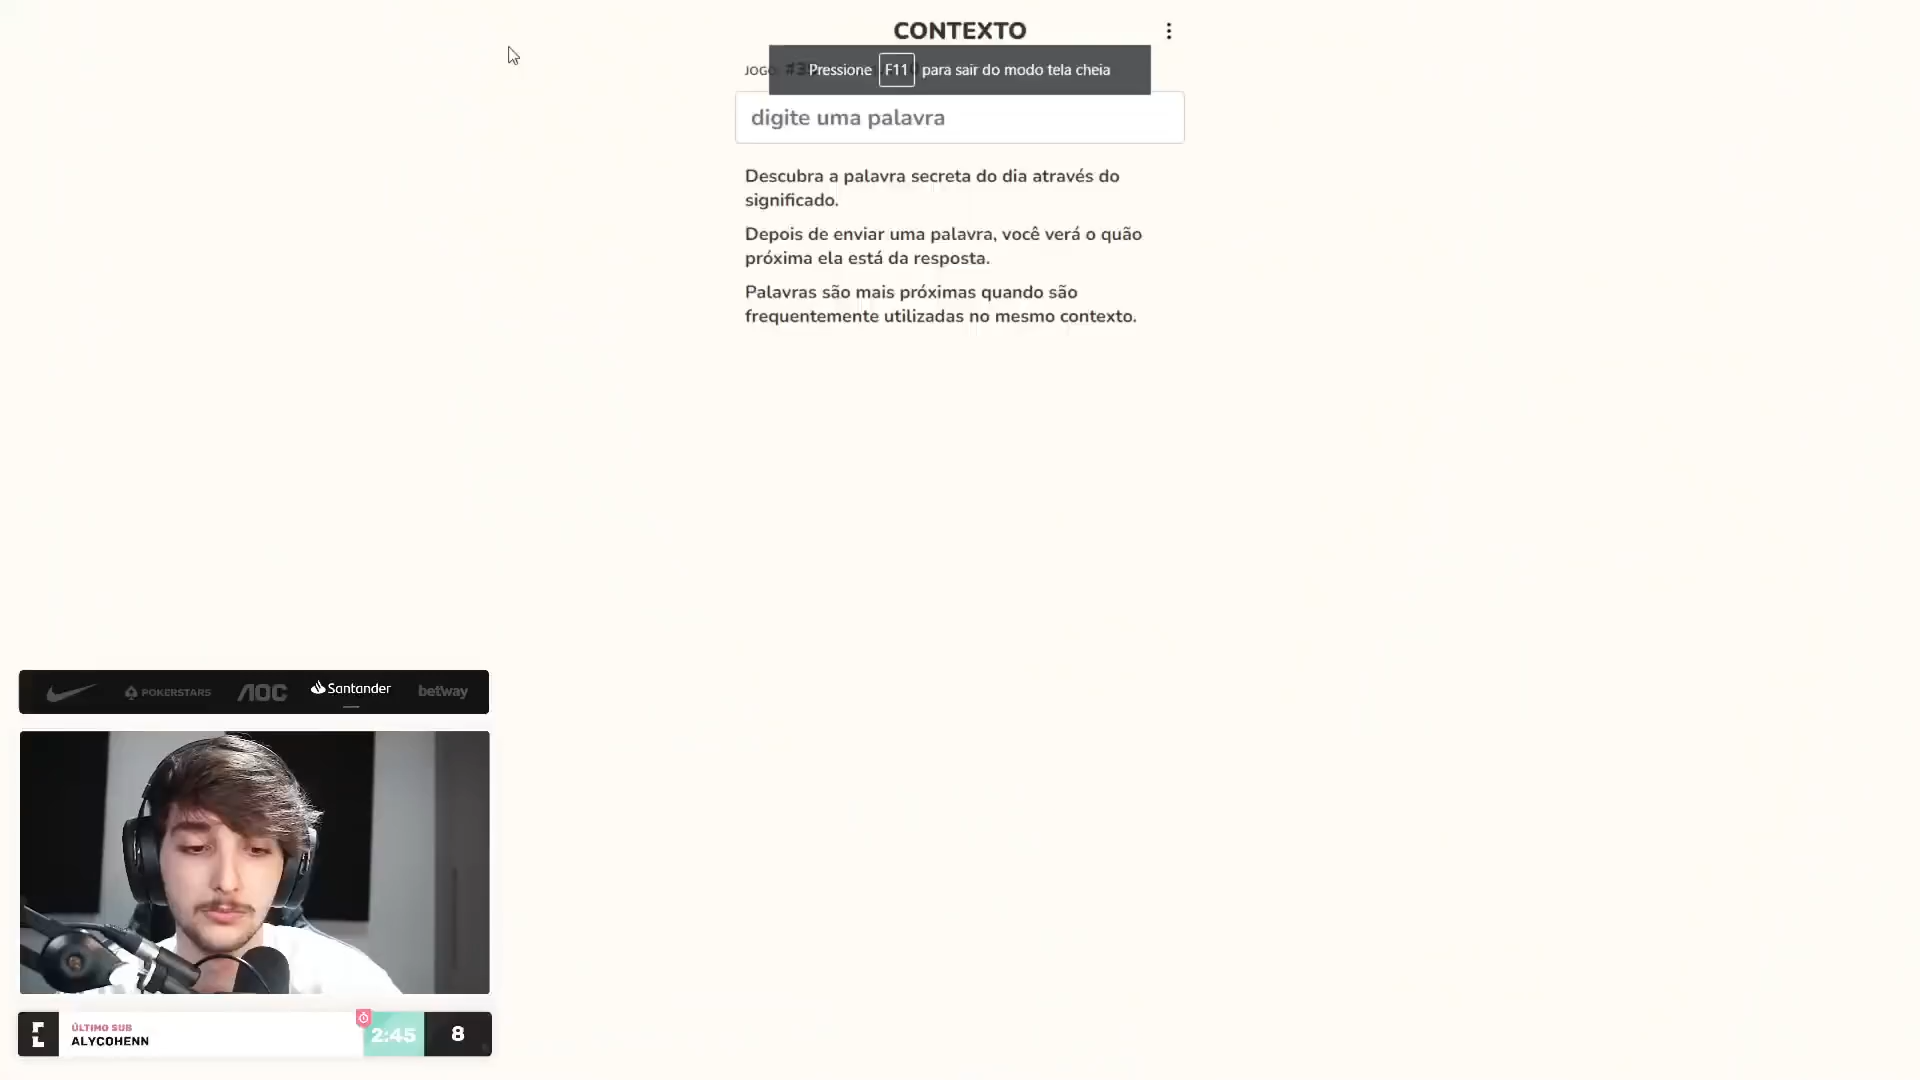 CONTEXTO
JOGO:
Pressione F11 para sair do modo tela cheia
digite uma palavra
Descubra a palavra secreta do dia através do
significado.
Depois de enviar uma palavra, você verá o quão
próxima ela está da resposta.
Palavras são mais próximas quando são
frequentemente utilizadas no mesmo contexto.
POKERSTARS AOC Santander betway
ÚLTIMO SUB
ALYCOHENN
2:45
8